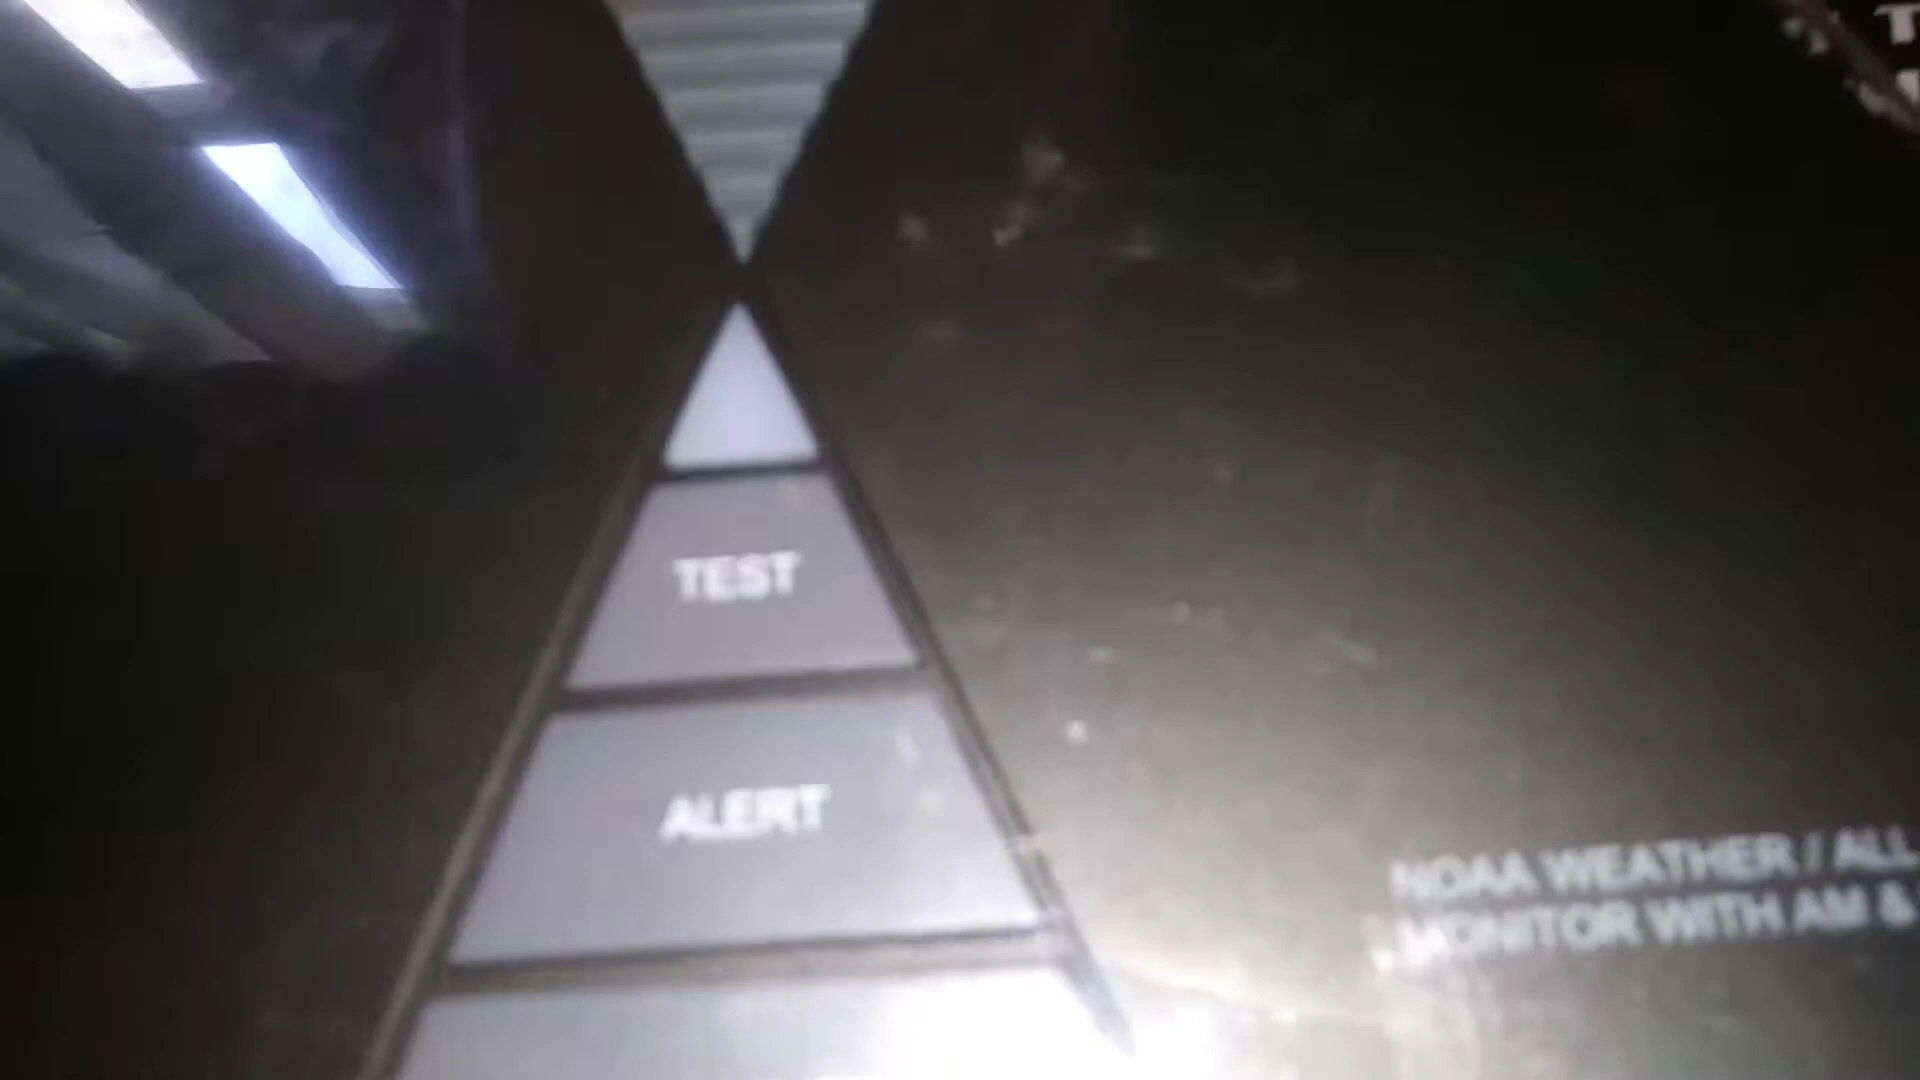 TEST
ALERT
NOAA WEATHER / ALL
MONITOR WITH AM &